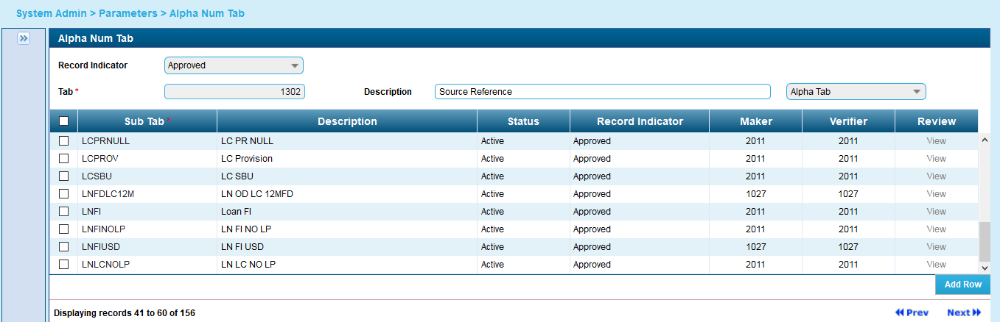 System Admin > Parameters > Alpha Num Tab
Alpha Num Tab
Record Indicator Approved
Tab * 1302 Description Source Reference Alpha Tab
Sub Tab * Description Status Record Indicator Maker Verifier Review
LCPRNULL LC PR NULL Active Approved 2011 2011 View
LCPROV LC Provision Active Approved 2011 2011 View
LCSBU LC SBU Active Approved 2011 2011 View
LNFDLC12M LN OD LC 12MFD Active Approved 1027 1027 View
LNFI Loan FI Active Approved 2011 2011 View
LNFINOLP LN FI NO LP Active Approved 2011 2011 View
LNFIUSD LN FI USD Active Approved 1027 1027 View
LNLCNOLP LN LC NO LP Active Approved 2011 2011 View
Add Row
Displaying records 41 to 60 of 156 Prev Next